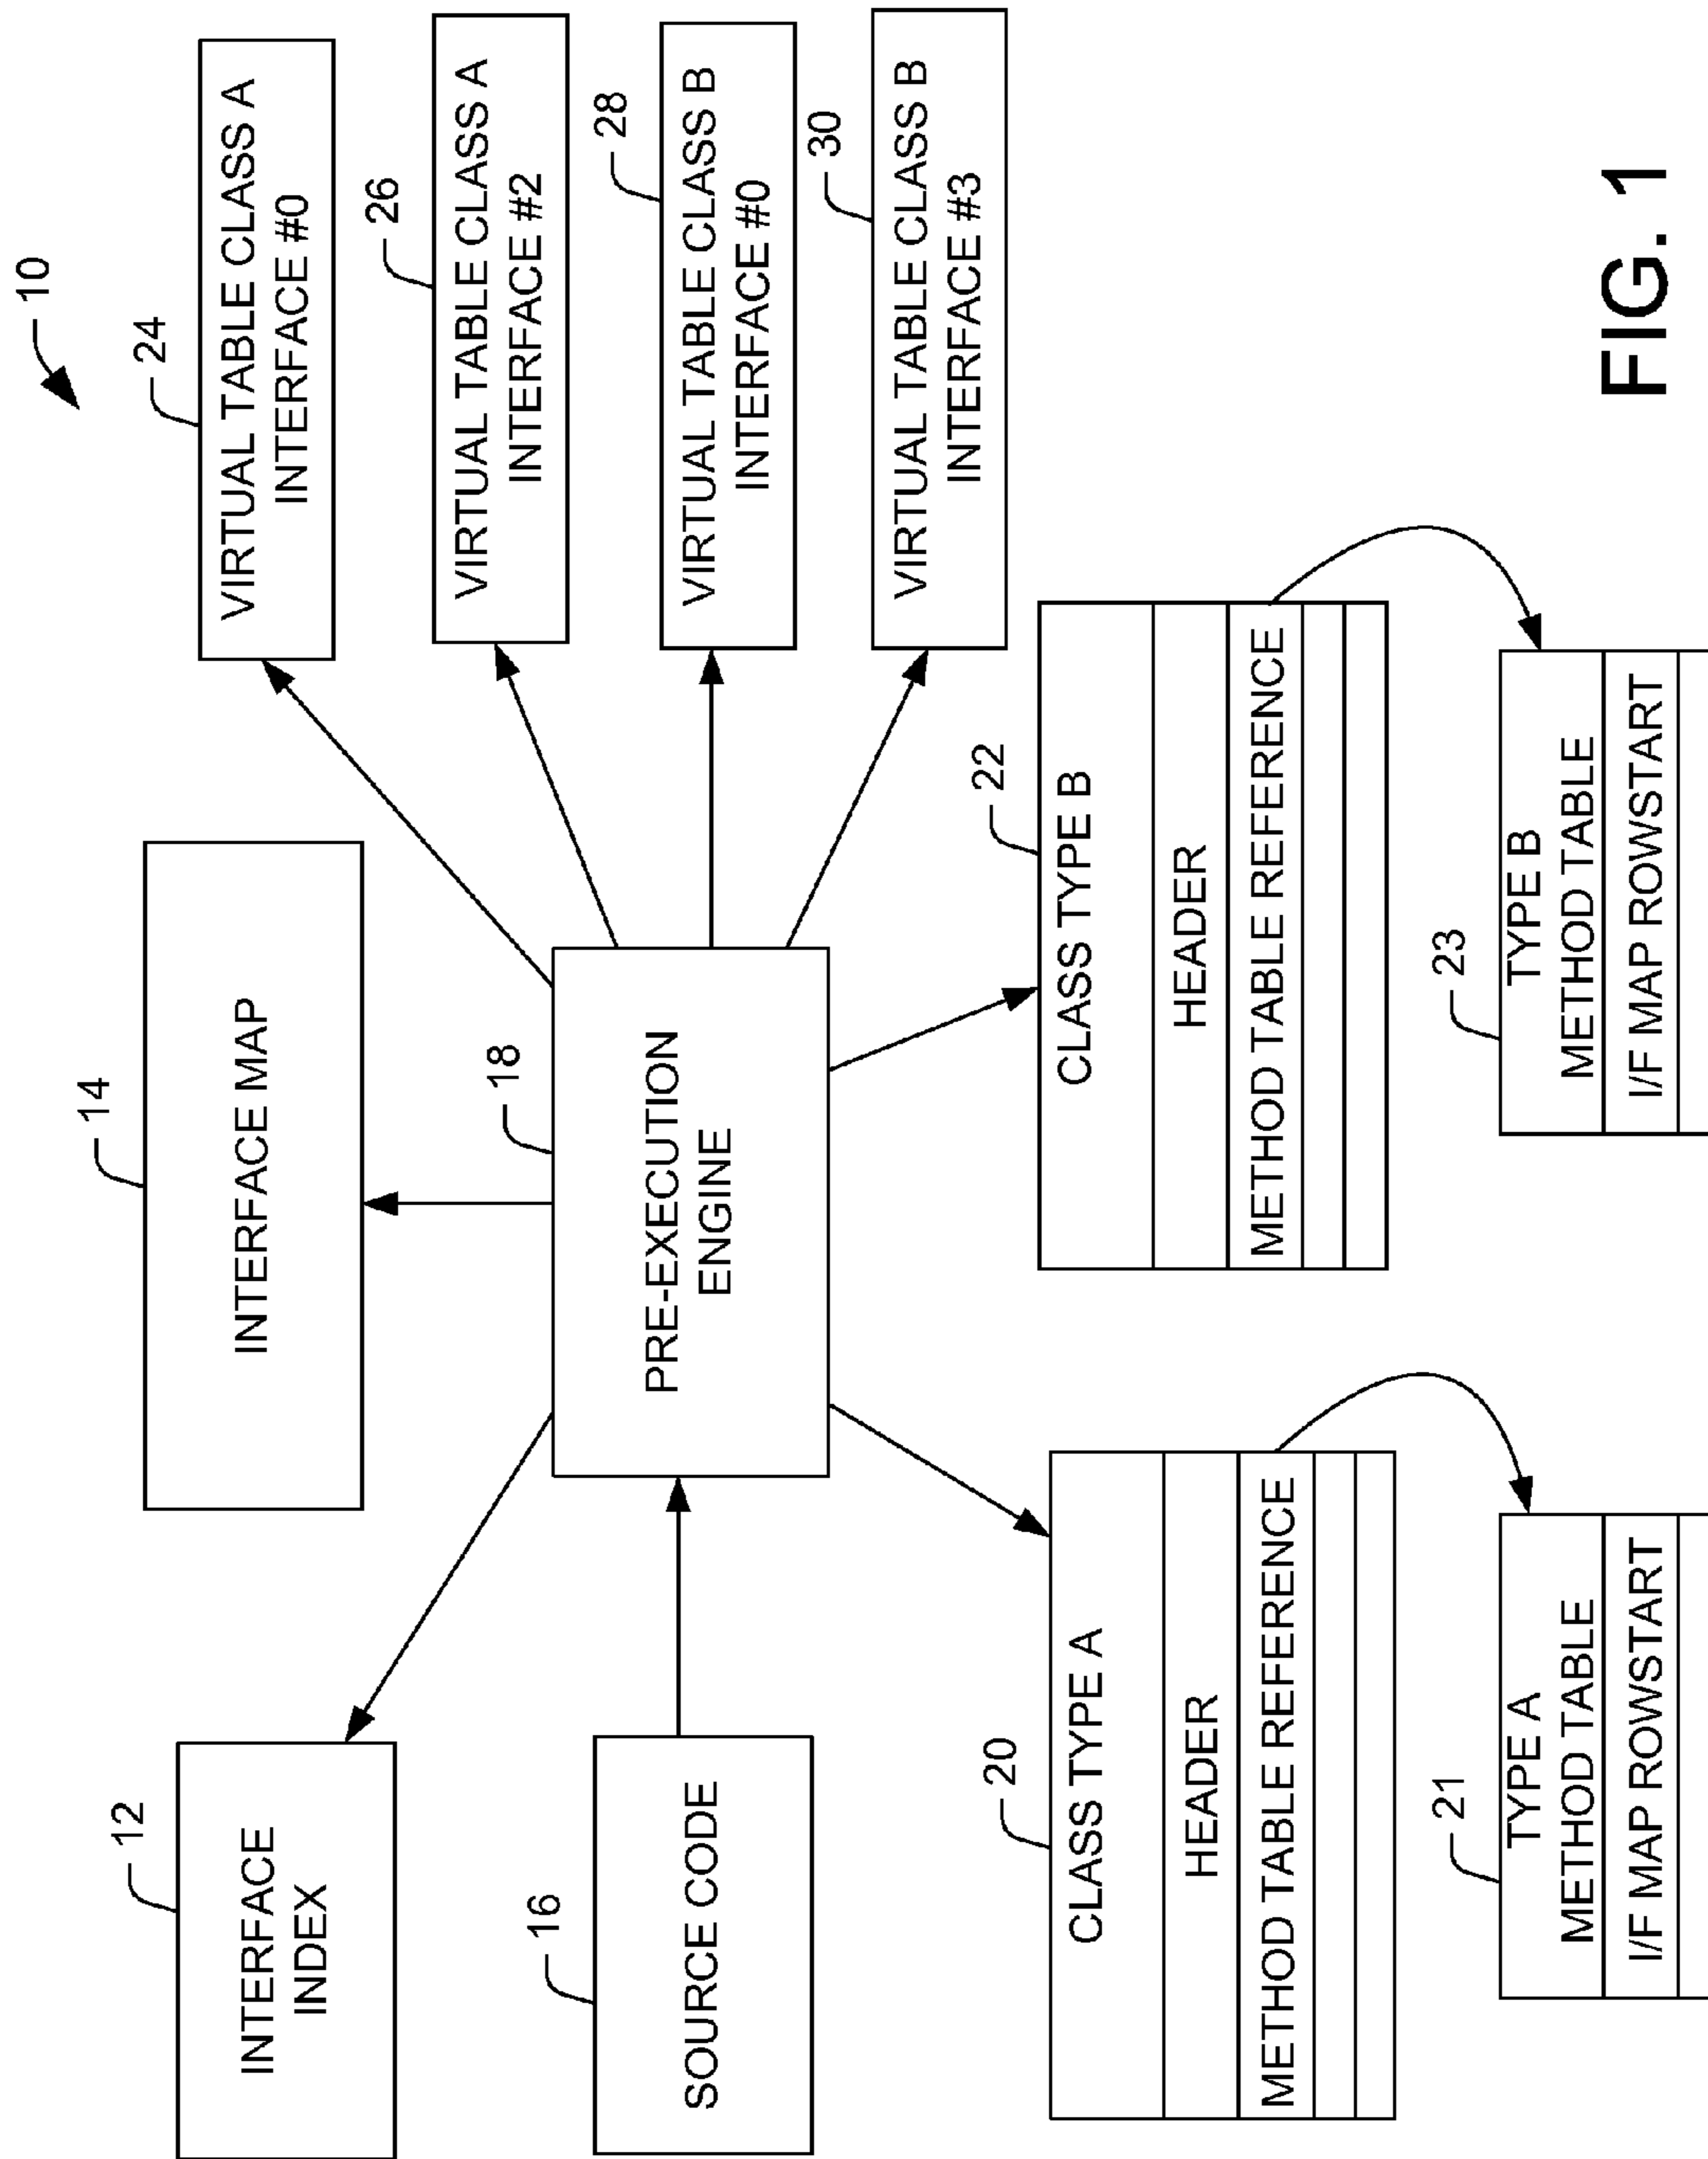 10
12
INTERFACE
INDEX
14
INTERFACE MAP
24
VIRTUAL TABLE CLASS A
INTERFACE #0
16
SOURCE CODE
18
PRE-EXECUTION
ENGINE
26
VIRTUAL TABLE CLASS A
INTERFACE #2
28
VIRTUAL TABLE CLASS B
INTERFACE #0
30
VIRTUAL TABLE CLASS B
INTERFACE #3
20
CLASS TYPE A
HEADER
METHOD TABLE REFERENCE
22
CLASS TYPE B
HEADER
METHOD TABLE REFERENCE
21
TYPE A
METHOD TABLE
I/F MAP ROWSTART
23
TYPE B
METHOD TABLE
I/F MAP ROWSTART
FIG. 1